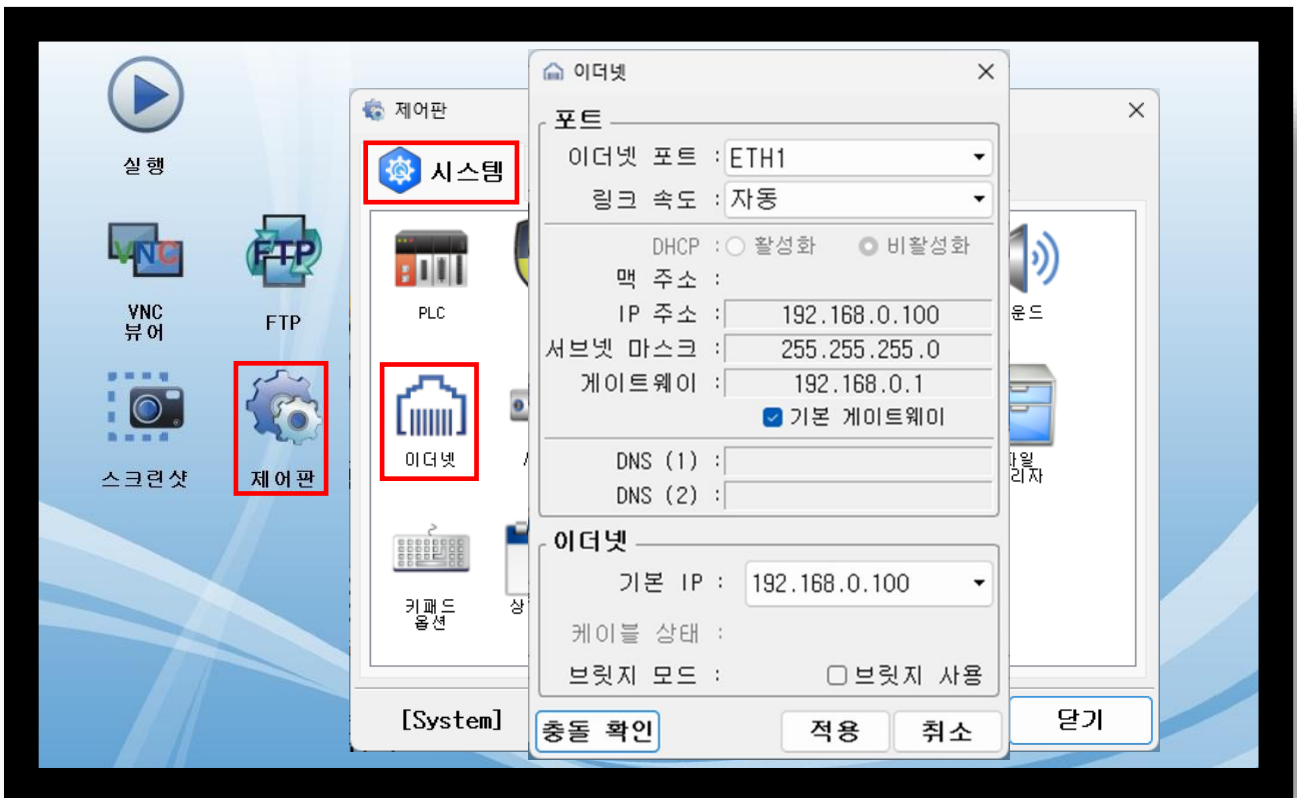 실행
VNC
뷰어
FTP
스크린샷
제어판
제어판
시스템
PLC
이더넷
키패드
옵션
[System]
닫기
이더넷
포트
이더넷 포트 : ETH1
링크 속도 : 자동
DHCP : 활성화 비활성화
맥 주소 :
IP 주소 : 192.168.0.100
서브넷 마스크 : 255.255.255.0
게이트웨이 : 192.168.0.1
기본 게이트웨이
DNS (1) :
DNS (2) :
이더넷
기본 IP : 192.168.0.100
케이블 상태 :
브릿지 모드 : 브릿지 사용
충돌 확인 적용 취소